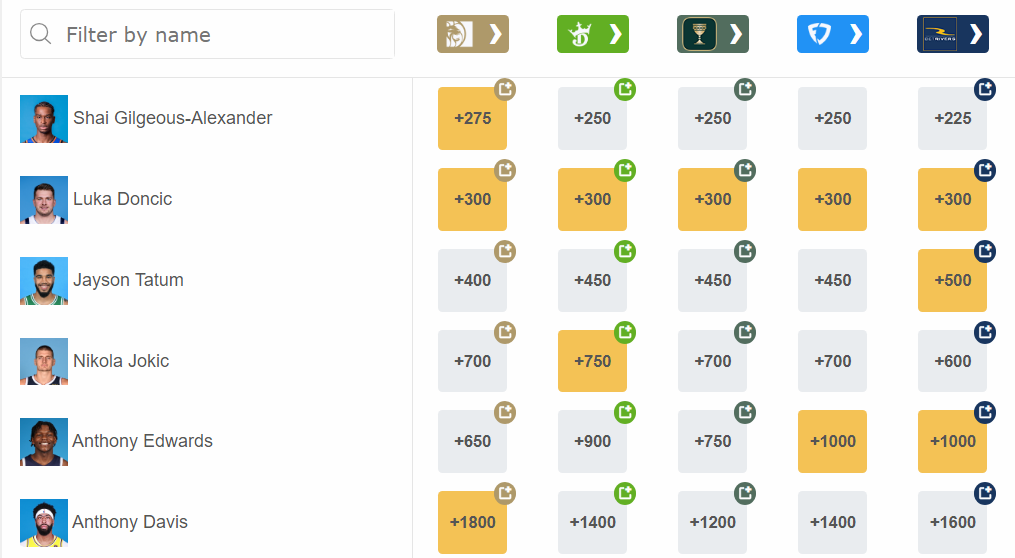 Filter by name
BETRIVERS
Shai Gilgeous-Alexander +275 +250 +250 +250 +225
Luka Doncic +300 +300 +300 +300 +300
Jayson Tatum +400 +450 +450 +450 +500
Nikola Jokic +700 +750 +700 +700 +600
Anthony Edwards +650 +900 +750 +1000 +1000
Anthony Davis +1800 +1400 +1200 +1400 +1600